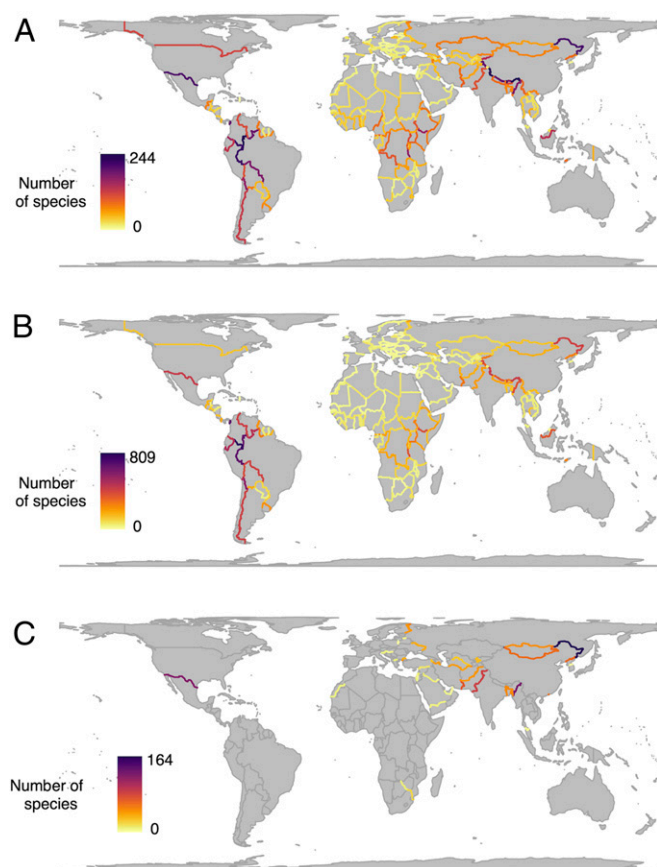 A
244
Number
of species
0
B
809
Number
of species
0
C
164
Number of
species
0